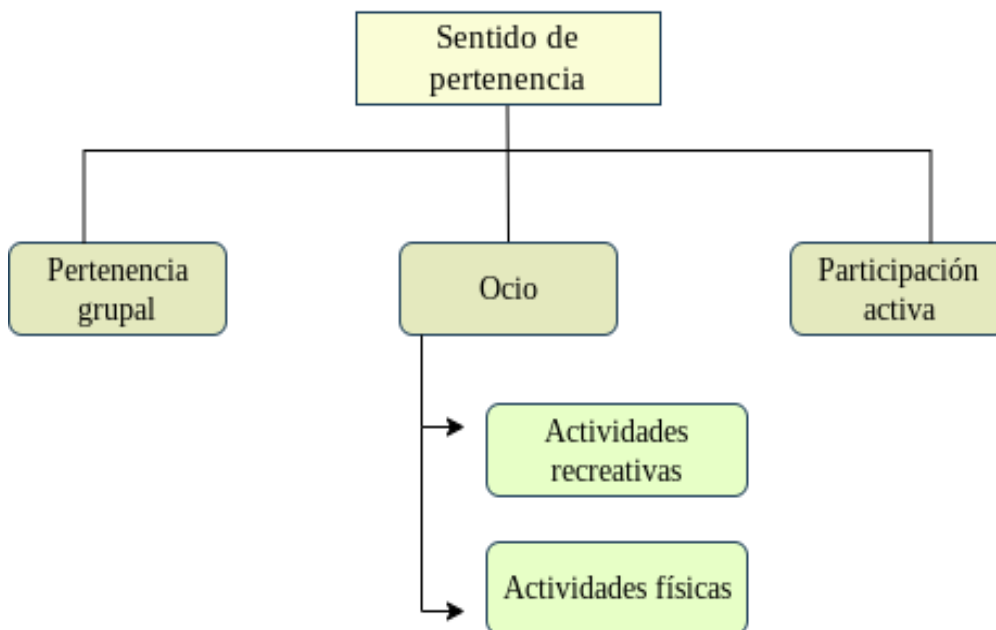 Sentido de
pertenencia
Pertenencia
grupal
Ocio
Participación
activa
Actividades
recreativas
Actividades físicas